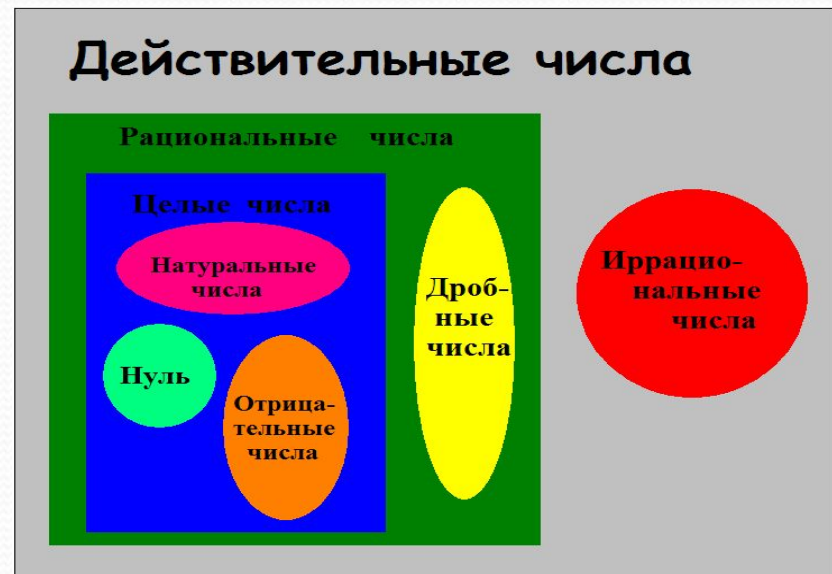 Действительные числа
Рациональные числа
Целые числа
Натуральные
числа
Нуль
Отрица-
тельные
числа
Дроб-
ные
числа
Иррацио-
нальные
числа